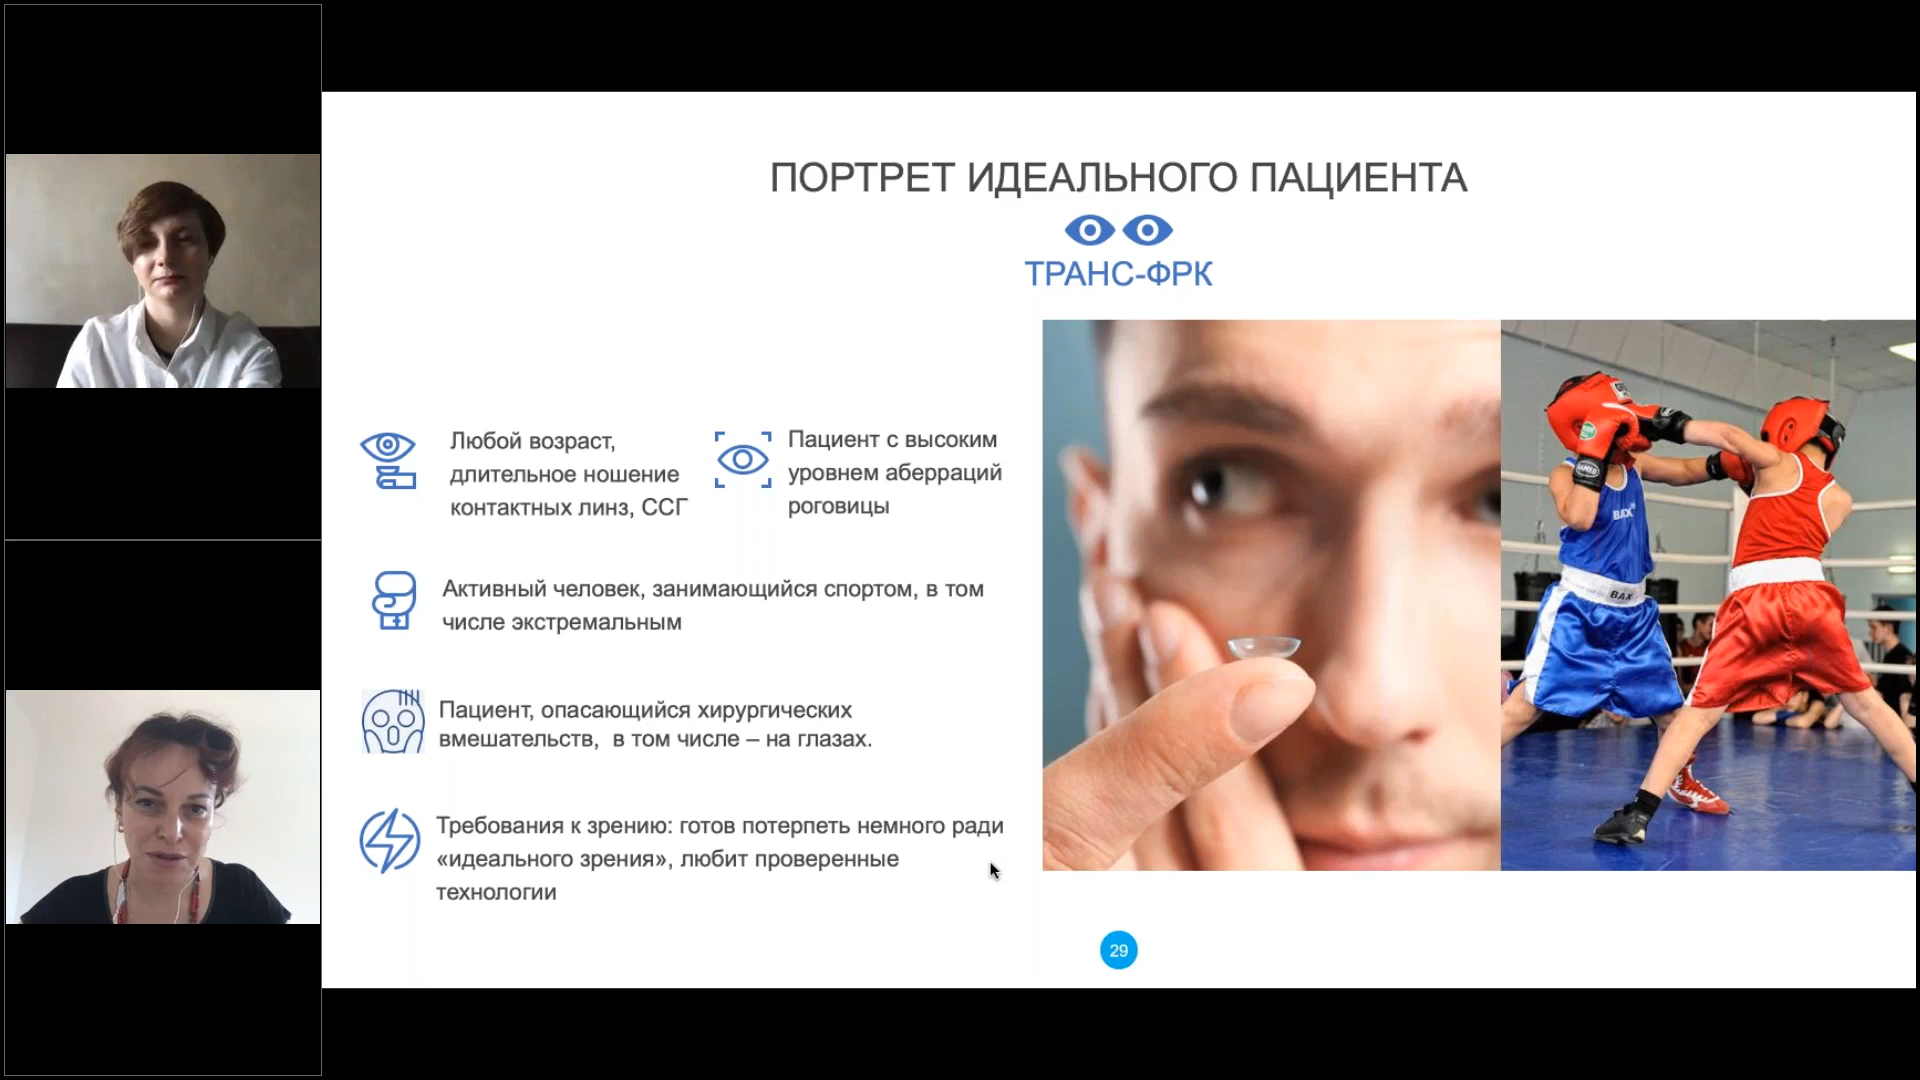 ПОРТРЕТ ИДЕАЛЬНОГО ПАЦИЕНТА
ТРАНС-ФРК
Любой возраст,
длительное ношение
контактных линз, ССГ
Пациент с высоким
уровнем аберраций
роговицы
Активный человек, занимающийся спортом, в том
числе экстремальным
Пациент, опасающийся хирургических
вмешательств, в том числе – на глазах.
Требования к зрению: готов потерпеть немного ради
«идеального зрения», любит проверенные
технологии
BAX
BAX
29